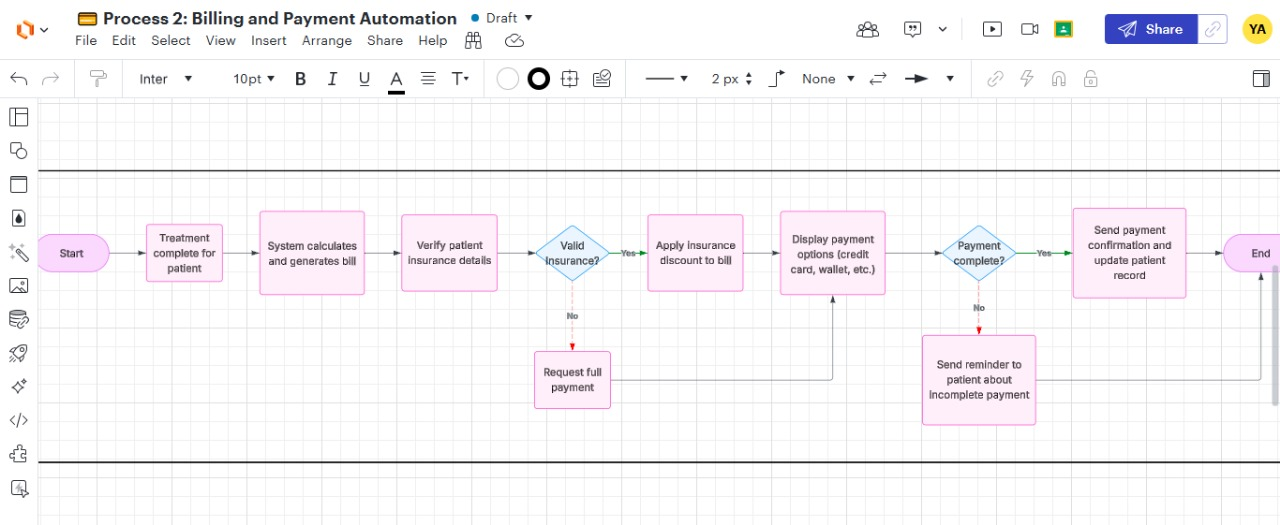 Process 2: Billing and Payment Automation
Draft
File Edit Select View Insert Arrange Share Help
Share
YA
Inter
10pt
B I U A T
2 px
None
Start
Treatment
complete for
patient
System calculates
and generates bill
Verify patient
insurance details
Valid
Insurance?
Yes
No
Request full
payment
Apply insurance
discount to bill
Display payment
options (credit
card, wallet, etc.)
Payment
complete?
Yes
No
Send reminder to
patient about
incomplete payment
Send payment
confirmation and
update patient
record
End